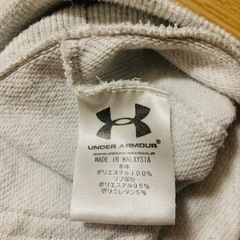 UNDER ARMOUR
MADE IN MALAYSIA
本体
ポリエステル100%
リブ部分
ポリエステル95%
ポリウレタン5%